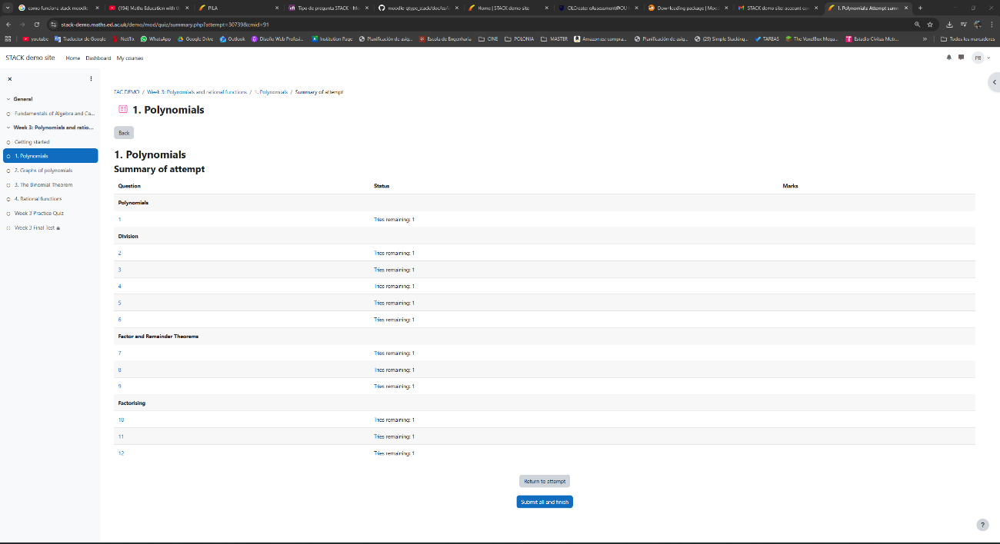 como funciona stack moodle
(194) Maths Education with th
PILA
Tipo de pregunta STACK - Mo
moodle-qtype_stack/doc/es/
Home | STACK demo site
OLCreate: eAssessment@OU
Downloading package | Moo
STACK demo site: account con
1. Polynomials: Attempt summ
stack-demo.maths.ed.ac.uk/demo/mod/quiz/summary.php?attempt=30739&cmid=91
youtube
Traductor de Google
Netflix
WhatsApp
Google Drive
Outlook
Diseño Web Profesi...
Institution Page
Planificación de asig...
Escola de Engenharia
CINE
POLONIA
MASTER
Amazon.es: compra...
Planificación de asig...
(29) Simple Stacking...
TAREAS
The VoxelBox Mega...
Estadio Cívitas Metr...
Todos los marcadores
STACK demo site
Home
Dashboard
My courses
PB
General
Fundamentals of Algebra and Ca...
Week 3: Polynomials and ratio...
Getting started
1. Polynomials
2. Graphs of polynomials
3. The Binomial Theorem
4. Rational functions
Week 3 Practice Quiz
Week 3 Final Test
FAC DEMO / Week 3: Polynomials and rational functions / 1. Polynomials / Summary of attempt
1. Polynomials
Back
1. Polynomials
Summary of attempt
Question Status Marks
Polynomials
1 Tries remaining: 1
Division
2 Tries remaining: 1
3 Tries remaining: 1
4 Tries remaining: 1
5 Tries remaining: 1
6 Tries remaining: 1
Factor and Remainder Theorems
7 Tries remaining: 1
8 Tries remaining: 1
9 Tries remaining: 1
Factorising
10 Tries remaining: 1
11 Tries remaining: 1
12 Tries remaining: 1
Return to attempt
Submit all and finish
?